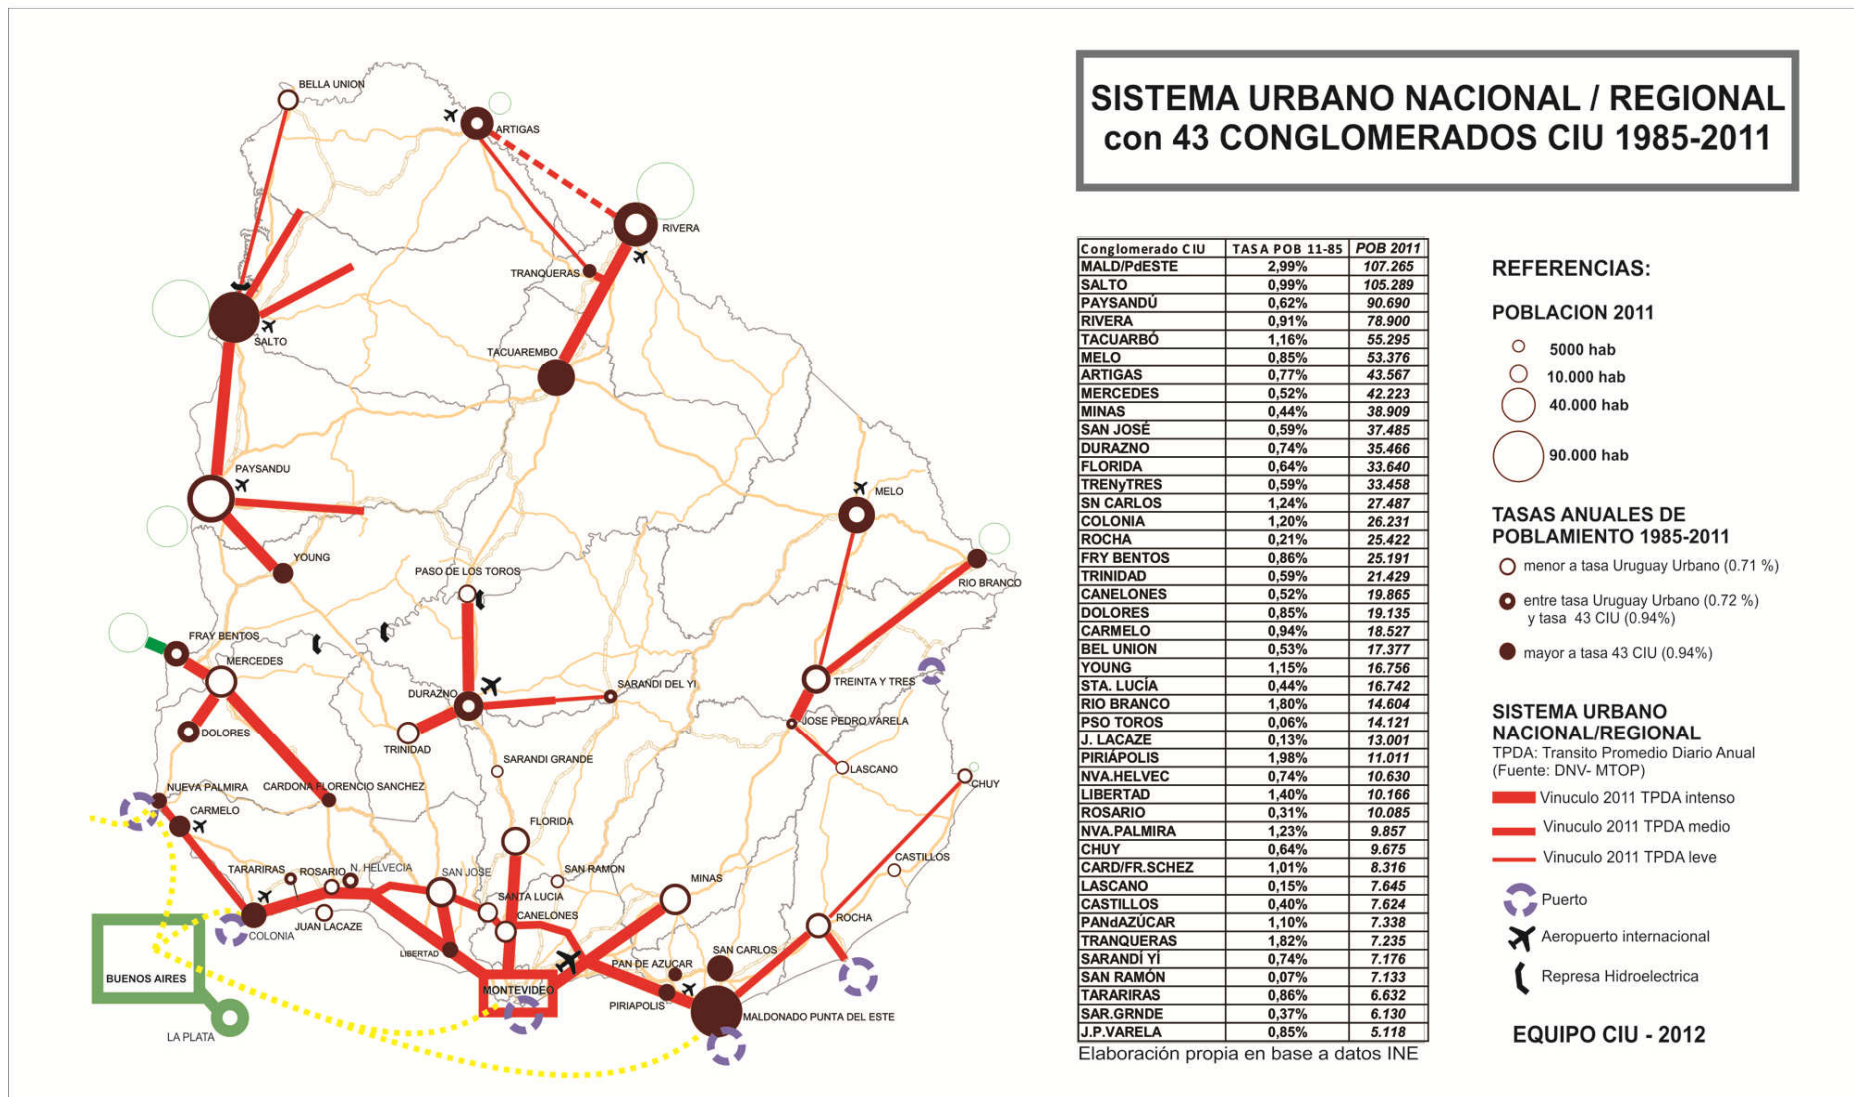 SISTEMA URBANO NACIONAL / REGIONAL
con 43 CONGLOMERADOS CIU 1985-2011
BELLA UNION
ARTIGAS
RIVERA
TRANQUERAS
SALTO
TACUAREMBO
PAYSANDU
MELO
YOUNG
PASO DE LOS TOROS
RIO BRANCO
FRAY BENTOS
MERCEDES
DURAZNO
SARANDI DEL YI
TREINTA Y TRES
DOLORES
TRINIDAD
JOSE PEDRO VARELA
SARANDI GRANDE
LASCANO
CHUY
NUEVA PALMIRA
CARDONA FLORENCIO SANCHEZ
CARMELO
FLORIDA
TARARIRAS
ROSARIO
N. HELVECIA
SAN JOSE
SAN RAMON
MINAS
CASTILLOS
SANTA LUCIA
CANELONES
ROCHA
JUAN LACAZE
COLONIA
LIBERTAD
SAN CARLOS
PAN DE AZUCAR
BUENOS AIRES
MONTEVIDEO
PIRIAPOLIS
MALDONADO PUNTA DEL ESTE
LA PLATA
Conglomerado CIU TASA POB 11-85 POB 2011
MALD/PdESTE 2,99% 107.265
SALTO 0,99% 105.289
PAYSANDÚ 0,62% 90.690
RIVERA 0,91% 78.900
TACUARBÓ 1,16% 55.295
MELO 0,85% 53.376
ARTIGAS 0,77% 43.567
MERCEDES 0,52% 42.223
MINAS 0,44% 38.909
SAN JOSÉ 0,59% 37.485
DURAZNO 0,74% 35.466
FLORIDA 0,64% 33.640
TRENyTRES 0,59% 33.458
SN CARLOS 1,24% 27.487
COLONIA 1,20% 26.231
ROCHA 0,21% 25.422
FRY BENTOS 0,86% 25.191
TRINIDAD 0,59% 21.429
CANELONES 0,52% 19.865
DOLORES 0,85% 19.135
CARMELO 0,94% 18.527
BEL UNION 0,53% 17.377
YOUNG 1,15% 16.756
STA. LUCÍA 0,44% 16.742
RIO BRANCO 1,80% 14.604
PSO TOROS 0,06% 14.121
J. LACAZE 0,13% 13.001
PIRIÁPOLIS 1,98% 11.011
NVA.HELVEC 0,74% 10.630
LIBERTAD 1,40% 10.166
ROSARIO 0,31% 10.085
NVA.PALMIRA 1,23% 9.857
CHUY 0,64% 9.675
CARD/FR.SCHEZ 1,01% 8.316
LASCANO 0,15% 7.645
CASTILLOS 0,40% 7.624
PANdAZÚCAR 1,10% 7.338
TRANQUERAS 1,82% 7.235
SARANDÍ YÍ 0,74% 7.176
SAN RAMÓN 0,07% 7.133
TARARIRAS 0,86% 6.632
SAR.GRNDE 0,37% 6.130
J.P.VARELA 0,85% 5.118
Elaboración propia en base a datos INE
REFERENCIAS:
POBLACION 2011
5000 hab
10.000 hab
40.000 hab
90.000 hab
TASAS ANUALES DE
POBLAMIENTO 1985-2011
menor a tasa Uruguay Urbano (0.71 %)
entre tasa Uruguay Urbano (0.72 %)
y tasa 43 CIU (0.94%)
mayor a tasa 43 CIU (0.94%)
SISTEMA URBANO
NACIONAL/REGIONAL
TPDA: Transito Promedio Diario Anual
(Fuente: DNV- MTOP)
Vinuculo 2011 TPDA intenso
Vinuculo 2011 TPDA medio
Vinuculo 2011 TPDA leve
Puerto
Aeropuerto internacional
Represa Hidroelectrica
EQUIPO CIU - 2012